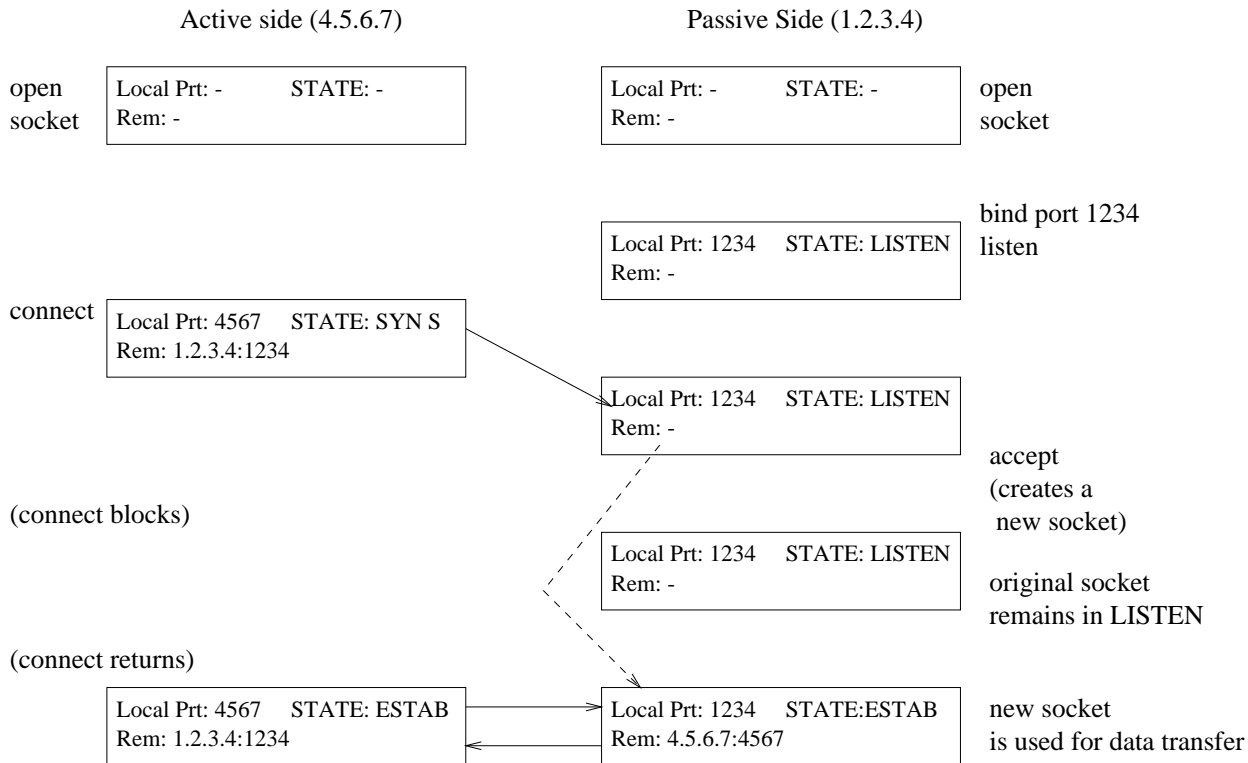 Active side (4.5.6.7)
Passive Side (1.2.3.4)
open
socket
Local Prt: -
STATE: -
Rem: -
Local Prt: -
STATE: -
Rem: -
open
socket
bind port 1234
listen
Local Prt: 1234
STATE: LISTEN
Rem: -
connect
Local Prt: 4567
STATE: SYN S
Rem: 1.2.3.4:1234
Local Prt: 1234
STATE: LISTEN
Rem: -
accept
(creates a
new socket)
(connect blocks)
Local Prt: 1234
STATE: LISTEN
Rem: -
original socket
remains in LISTEN
(connect returns)
Local Prt: 4567
STATE: ESTAB
Rem: 1.2.3.4:1234
Local Prt: 1234
STATE:ESTAB
Rem: 4.5.6.7:4567
new socket
is used for data transfer